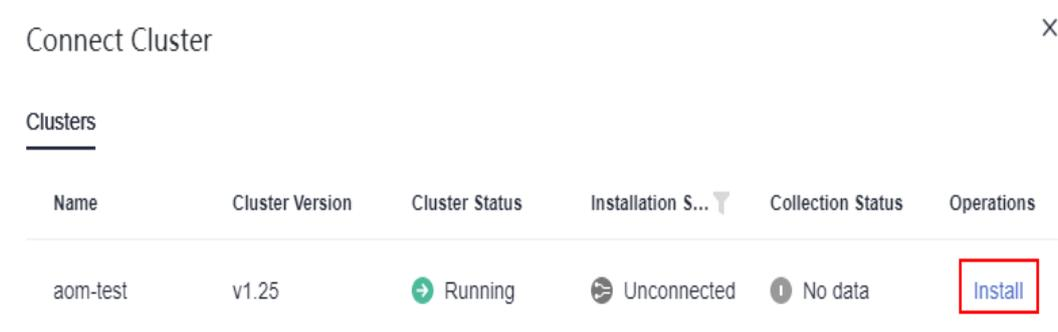 Connect Cluster
X
Clusters
Name Cluster Version Cluster Status Installation S... Collection Status Operations
aom-test v1.25 Running Unconnected No data Install